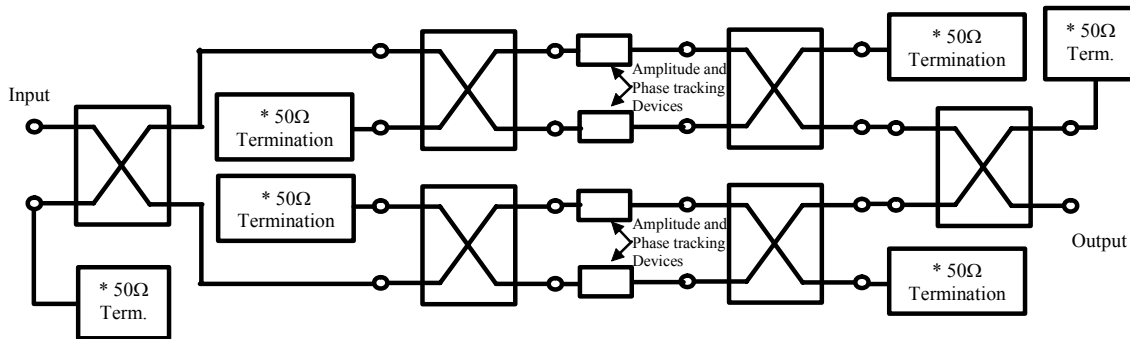 * 50Ω
Termination
* 50Ω
Term.
Amplitude and
Phase tracking
Devices
Input
* 50Ω
Termination
* 50Ω
Termination
Amplitude and
Phase tracking
Devices
Output
* 50Ω
Term.
* 50Ω
Termination